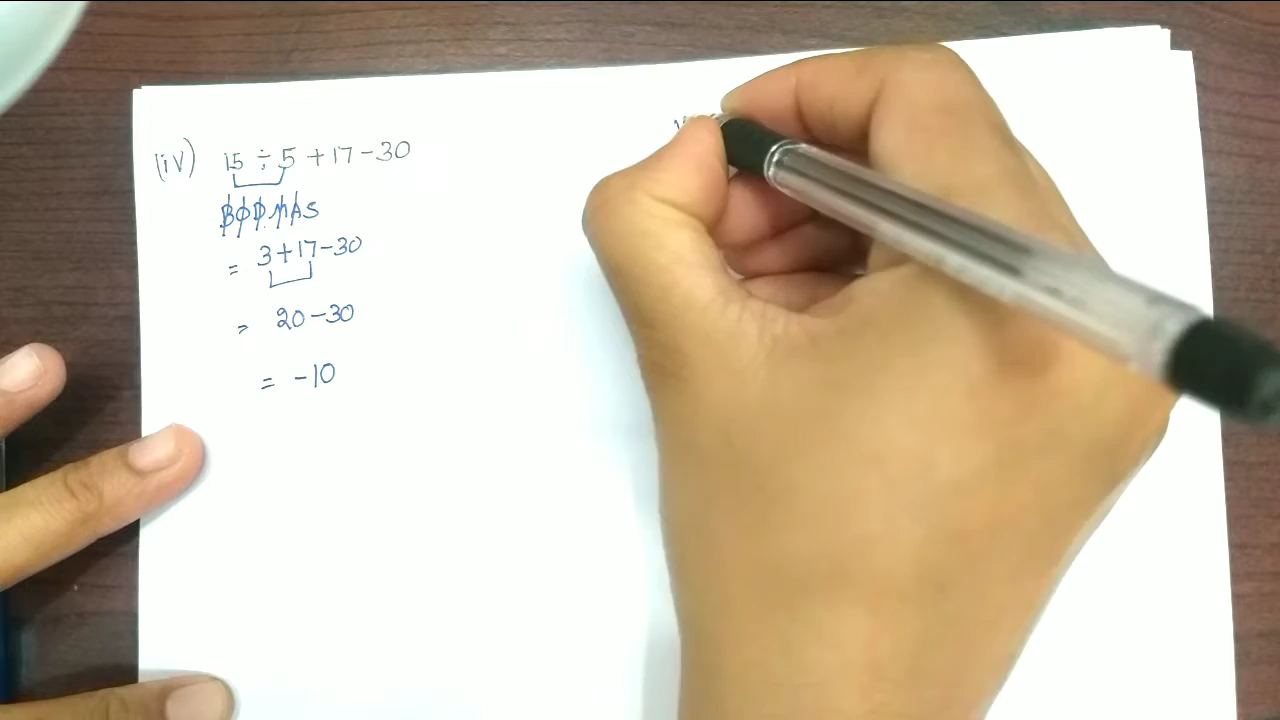 (iv) 15 ÷ 5 + 17 - 30
BODMAS
= 3 + 17 - 30
= 20 - 30
= -10